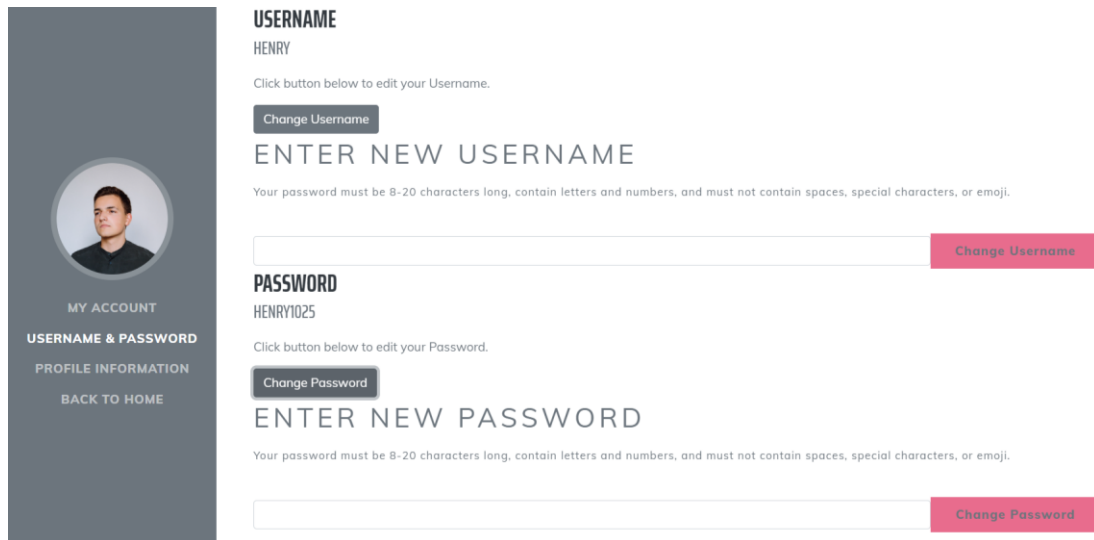 USERNAME
HENRY
Click button below to edit your Username.
Change Username
ENTER NEW USERNAME
Your password must be 8-20 characters long, contain letters and numbers, and must not contain spaces, special characters, or emoji.
Change Username
MY ACCOUNT
USERNAME & PASSWORD
PROFILE INFORMATION
BACK TO HOME
PASSWORD
HENRY1025
Click button below to edit your Password.
Change Password
ENTER NEW PASSWORD
Your password must be 8-20 characters long, contain letters and numbers, and must not contain spaces, special characters, or emoji.
Change Password